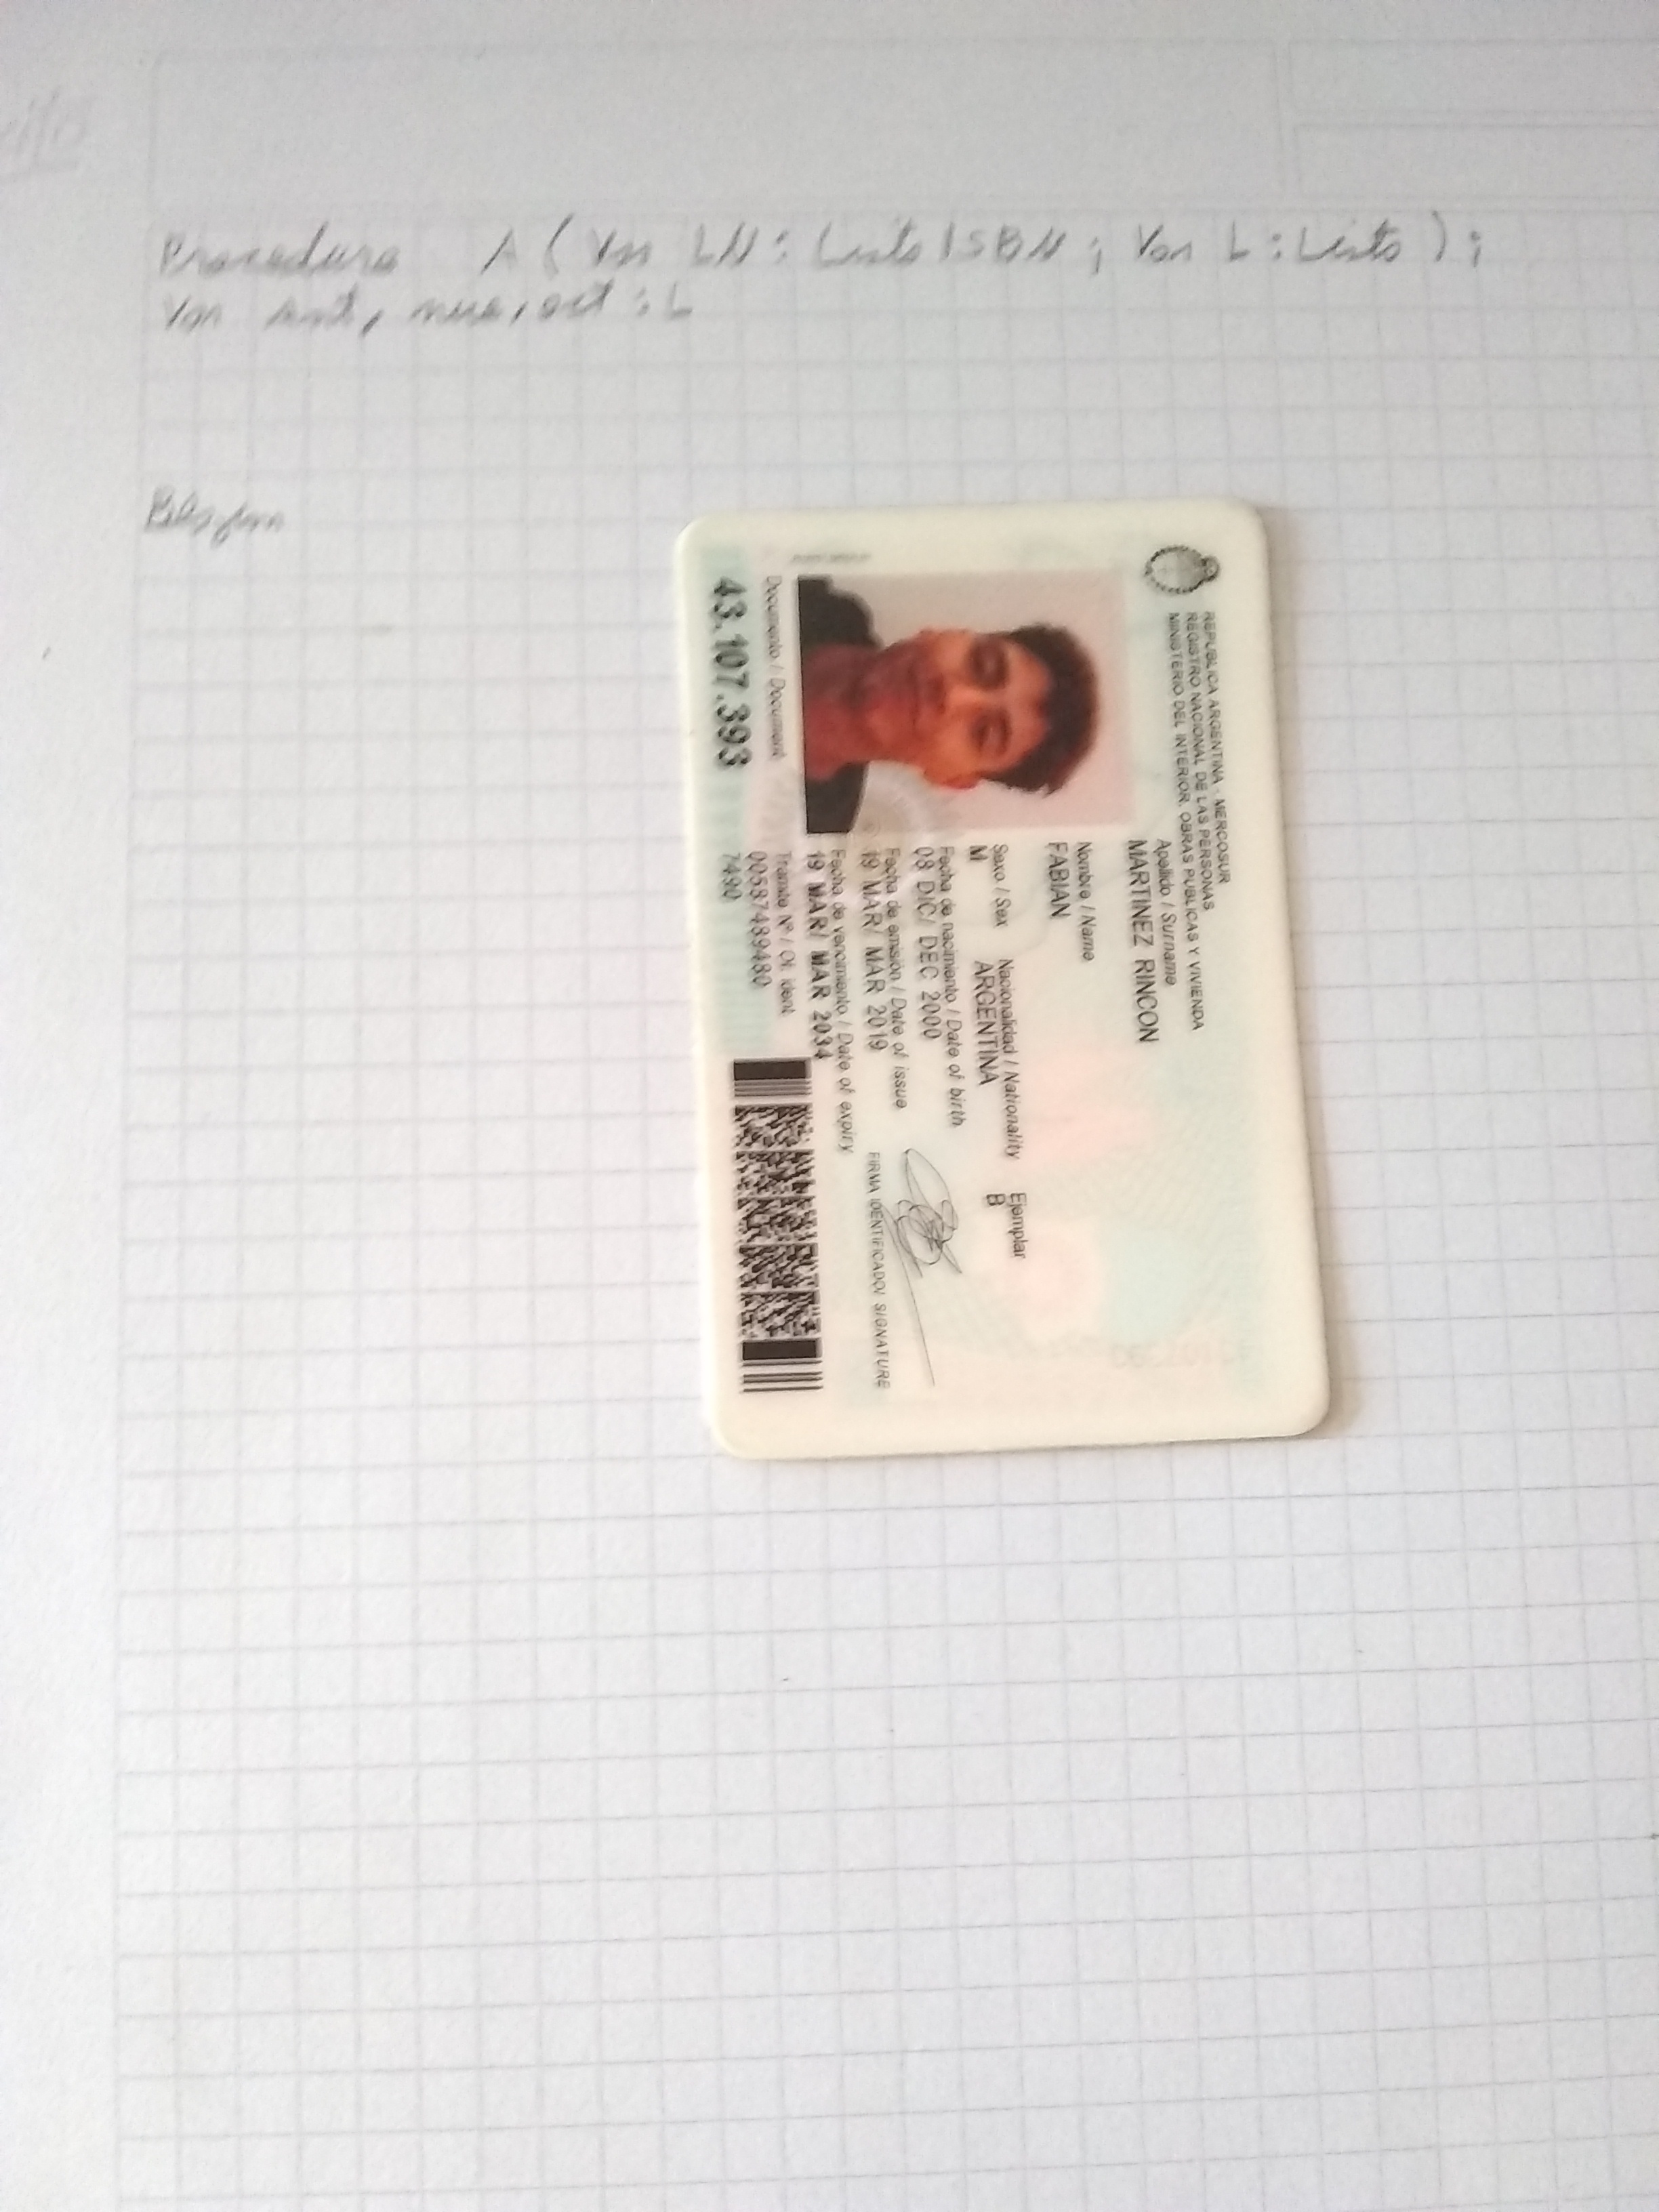 Procedure A ( Var LN : ListaISBN ; Var L : Lista ) ;
Var ant, nue, act : L
REPUBLICA ARGENTINA - MERCOSUR
REGISTRO NACIONAL DE LAS PERSONAS
MINISTERIO DEL INTERIOR, OBRAS PUBLICAS Y VIVIENDA
Apellido / Surname
MARTINEZ RINCON
Nombre / Name
FABIAN
Sexo / Sex Nacionalidad / Nationality Ejemplar
M ARGENTINA B
Fecha de nacimiento / Date of birth
08 DIC/ DEC 2000
Fecha de emisión / Date of issue
19 MAR/ MAR 2019
Fecha de vencimiento / Date of expiry
19 MAR/ MAR 2034
FIRMA IDENTIFICADO/ SIGNATURE
Trámite Nº / Of. ident.
00587489480
7490
Documento / Document
43.107.393